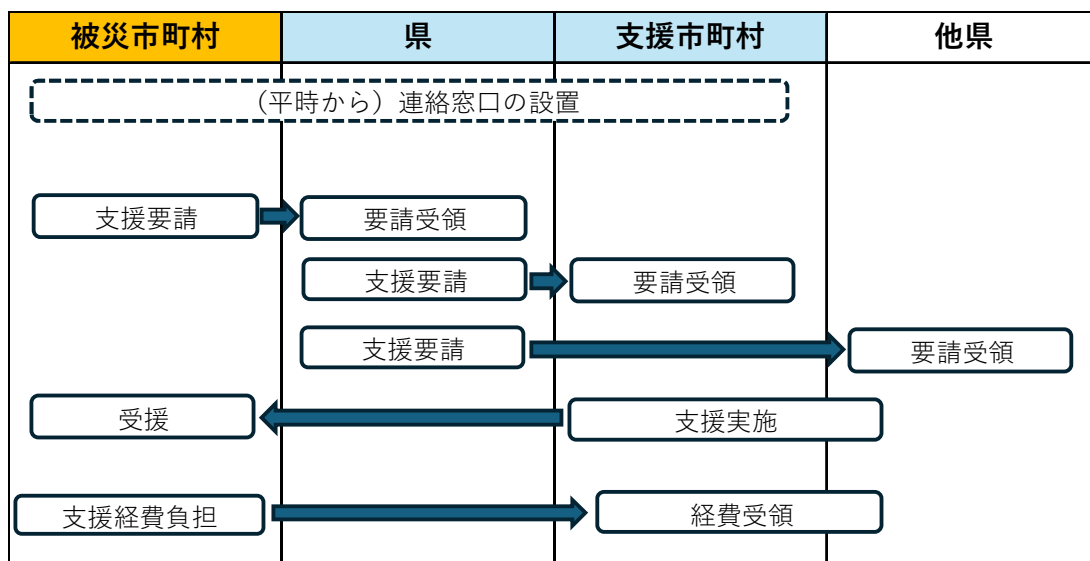 被災市町村
県
支援市町村
他県
（平時から）連絡窓口の設置
支援要請
要請受領
支援要請
要請受領
支援要請
要請受領
受援
支援実施
支援経費負担
経費受領